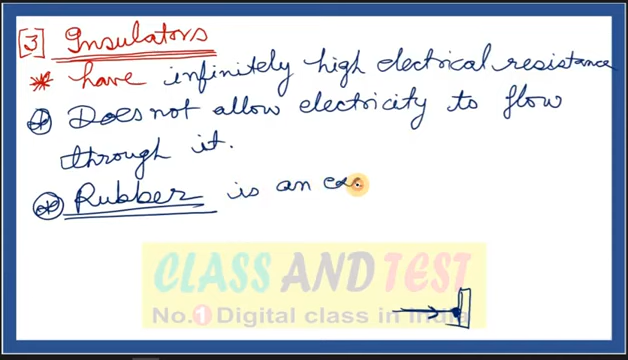 [3] Insulators
* have infinitely high electrical resistance
* Does not allow electricity to flow
through it.
* Rubber is an exa
CLASS AND TEST
No.1 Digital class in India